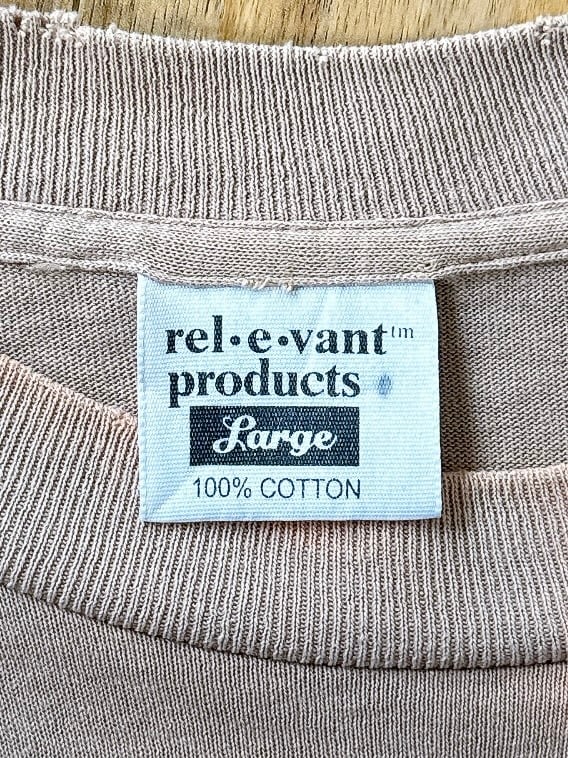 rel•e•vant™
products
Large
100% COTTON